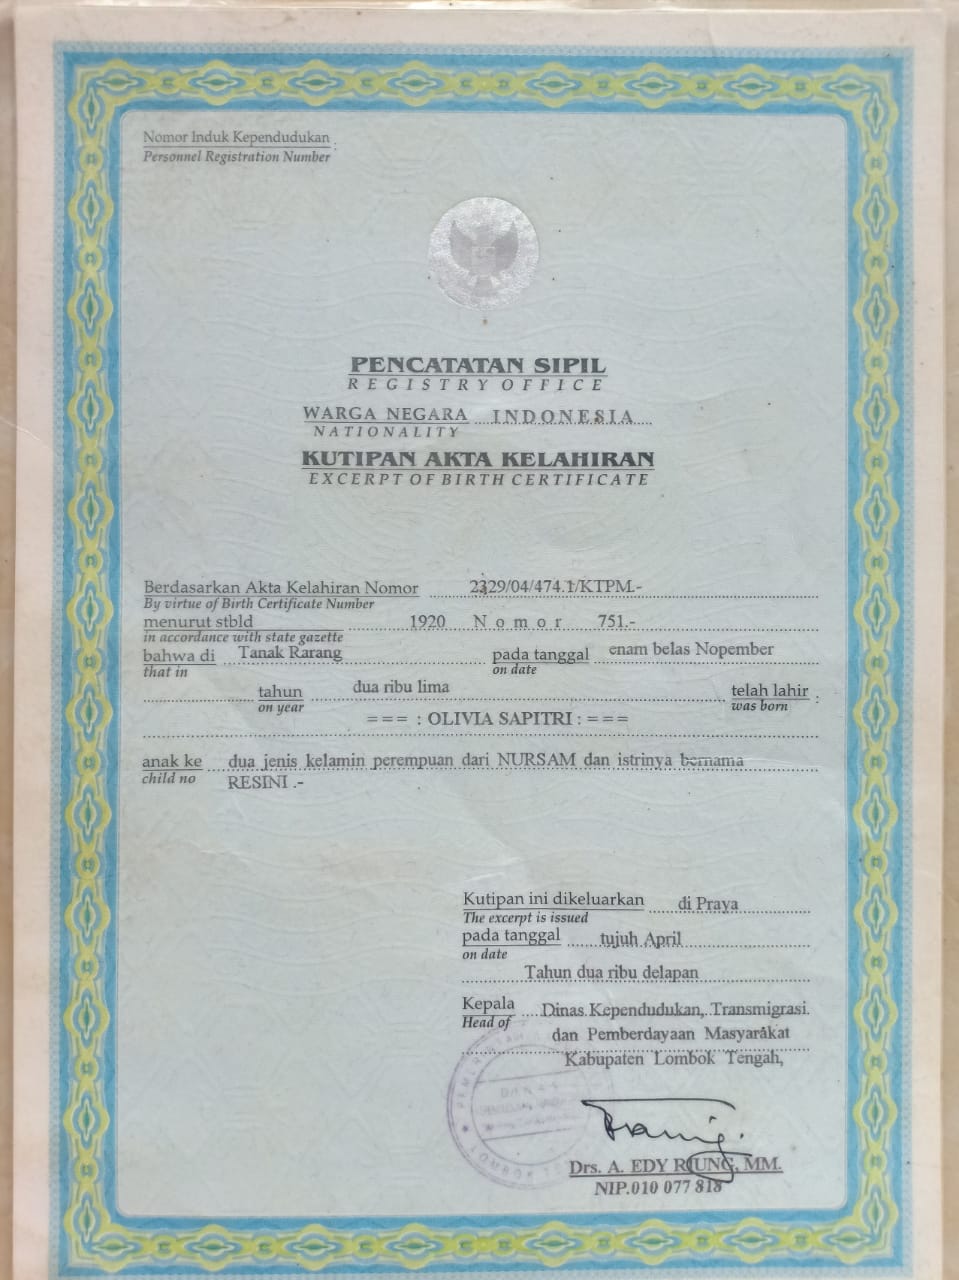 Nomor Induk Kependudukan :
Personnel Registration Number
PENCATATAN SIPIL
REGISTRY OFFICE
WARGA NEGARA INDONESIA
NATIONALITY
KUTIPAN AKTA KELAHIRAN
EXCERPT OF BIRTH CERTIFICATE
Berdasarkan Akta Kelahiran Nomor 2329/04/474.1/KTPM.-
By virtue of Birth Certificate Number
menurut stbld 1920 Nomor 751.-
in accordance with state gazette
bahwa di Tanak Rarang pada tanggal enam belas Nopember
that in on date
tahun dua ribu lima telah lahir :
on year was born
=== : OLIVIA SAPITRI : ===
anak ke dua jenis kelamin perempuan dari NURSAM dan istrinya bernama
child no RESINI .-
Kutipan ini dikeluarkan di Praya
The excerpt is issued
pada tanggal tujuh April
on date
Tahun dua ribu delapan
Kepala Dinas Kependudukan, Transmigrasi
Head of dan Pemberdayaan Masyarakat
Kabupaten Lombok Tengah,
LOMBOK
Drs. A. EDY RIUNG, MM.
NIP.010 077 818